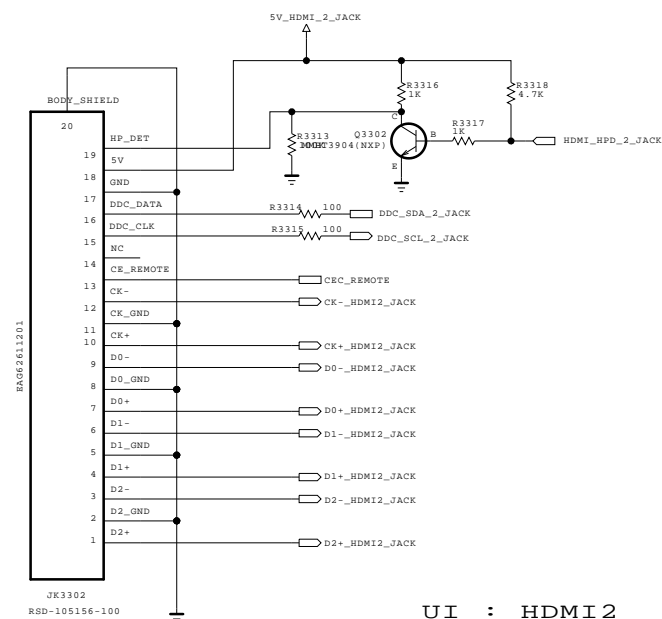 5V_HDMI_2_JACK
BODY_SHIELD
20
R3316
1K
R3318
4.7K
C
Q3302
R3313
MMBT3904(NXP)
B
R3317
1K
HDMI_HPD_2_JACK
E
19
HP_DET
18
5V
17
GND
16
DDC_DATA
R3314
100
DDC_SDA_2_JACK
15
DDC_CLK
R3315
100
DDC_SCL_2_JACK
14
NC
13
CE_REMOTE
CEC_REMOTE
12
CK-
CK-_HDMI2_JACK
11
CK_GND
10
CK+
CK+_HDMI2_JACK
9
D0-
D0-_HDMI2_JACK
8
D0_GND
7
D0+
D0+_HDMI2_JACK
6
D1-
D1-_HDMI2_JACK
5
D1_GND
4
D1+
D1+_HDMI2_JACK
3
D2-
D2-_HDMI2_JACK
2
D2_GND
1
D2+
D2+_HDMI2_JACK
EAG62611201
JK3302
RSD-105156-100
UI : HDMI2